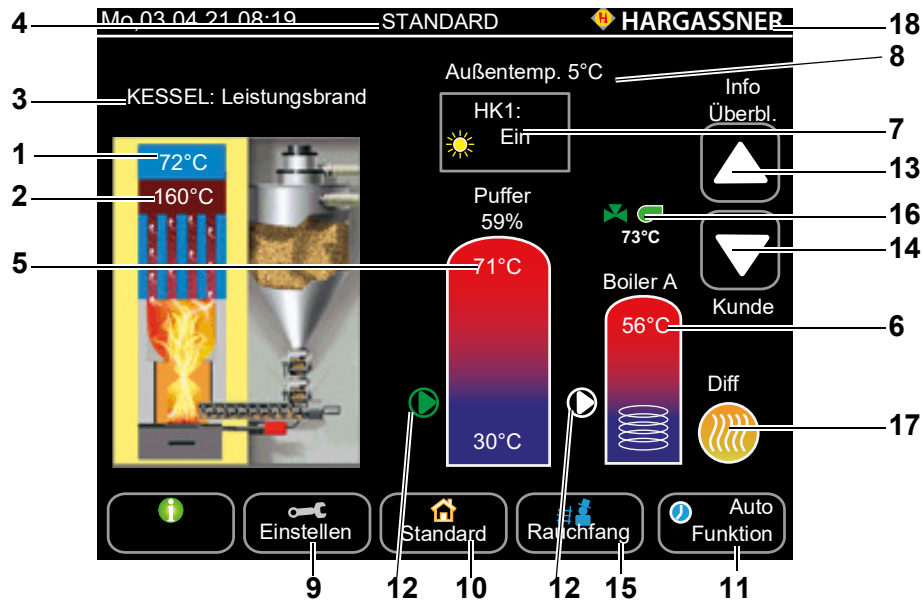 4
Mo,03.04.21 08:19
STANDARD
HARGASSNER
18
8
Außentemp. 5°C
3
KESSEL: Leistungsbrand
Info
Überbl.
HK1:
Ein
7
1
72°C
13
2
160°C
Puffer
59%
16
73°C
14
5
71°C
Boiler A
Kunde
56°C
6
Diff
17
30°C
Einstellen
Standard
Rauchfang
Auto
Funktion
9
12
10
12
15
11